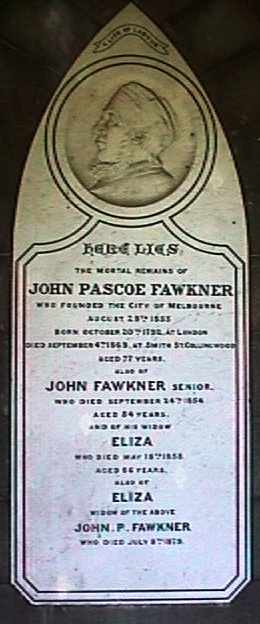 HERE LIES
THE MORTAL REMAINS OF
JOHN PASCOE FAWKNER
WHO FOUNDED THE CITY OF MELBOURNE
AUGUST 28TH 1835
BORN OCTOBER 20TH 1792, AT LONDON
DIED SEPTEMBER 4TH 1869, AT SMITH ST COLLINGWOOD
AGED 77 YEARS.
ALSO OF
JOHN FAWKNER SENIOR.
WHO DIED SEPTEMBER 24TH 1854
AGED 84 YEARS.
AND OF HIS WIDOW
ELIZA
WHO DIED MAY 18TH 1858
AGED 66 YEARS.
ALSO OF
ELIZA
WIDOW OF THE ABOVE
JOHN. P. FAWKNER
WHO DIED JULY 8TH 1879.